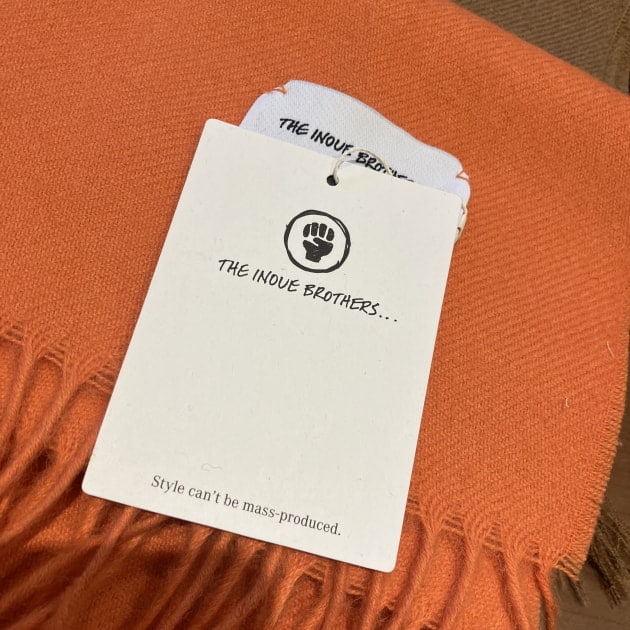 THE INOUE
THE INOUE BROTHERS...
Style can't be mass-produced.